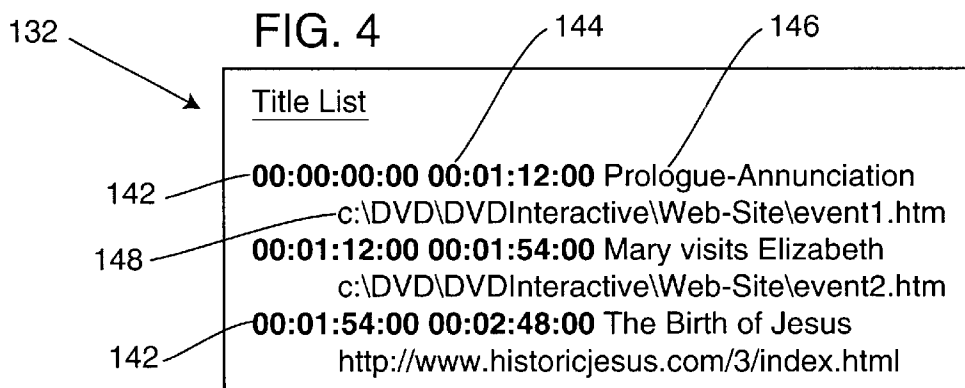 FIG. 4
132
144
146
Title List
142
00:00:00:00 00:01:12:00 Prologue-Annunciation
148
c:\DVD\DVDInteractive\Web-Site\event1.htm
00:01:12:00 00:01:54:00 Mary visits Elizabeth
c:\DVD\DVDInteractive\Web-Site\event2.htm
142
00:01:54:00 00:02:48:00 The Birth of Jesus
http://www.historicjesus.com/3/index.html